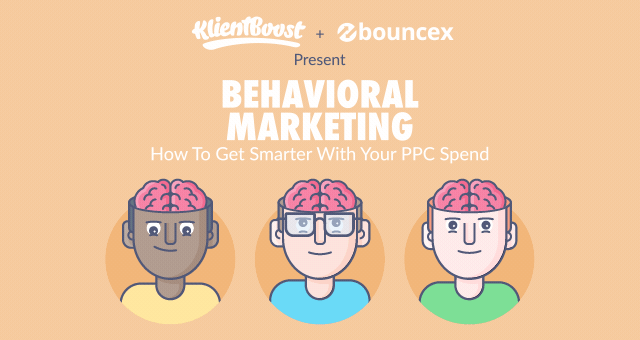 KlientBoost + bouncex
Present
BEHAVIORAL
MARKETING
How To Get Smarter With Your PPC Spend